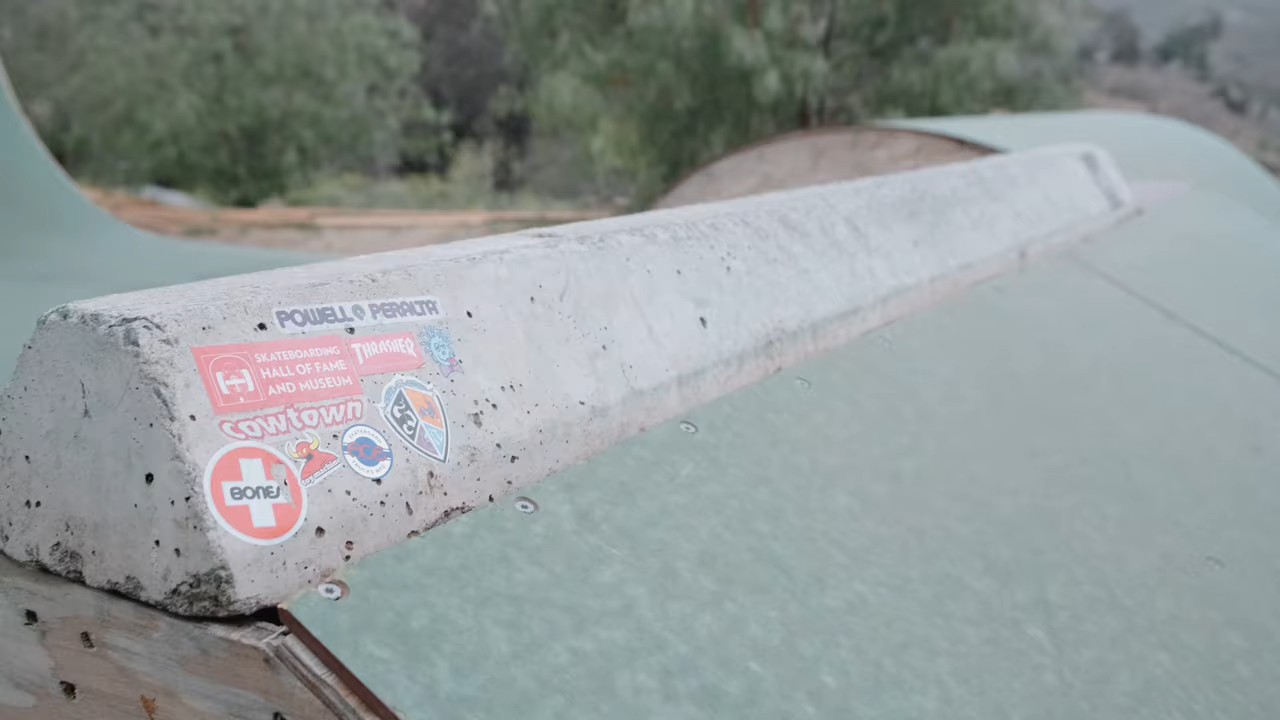 POWELL PERALTA
SKATEBOARDING
HALL OF FAME
AND MUSEUM
THRASHER
cowtown
BONES